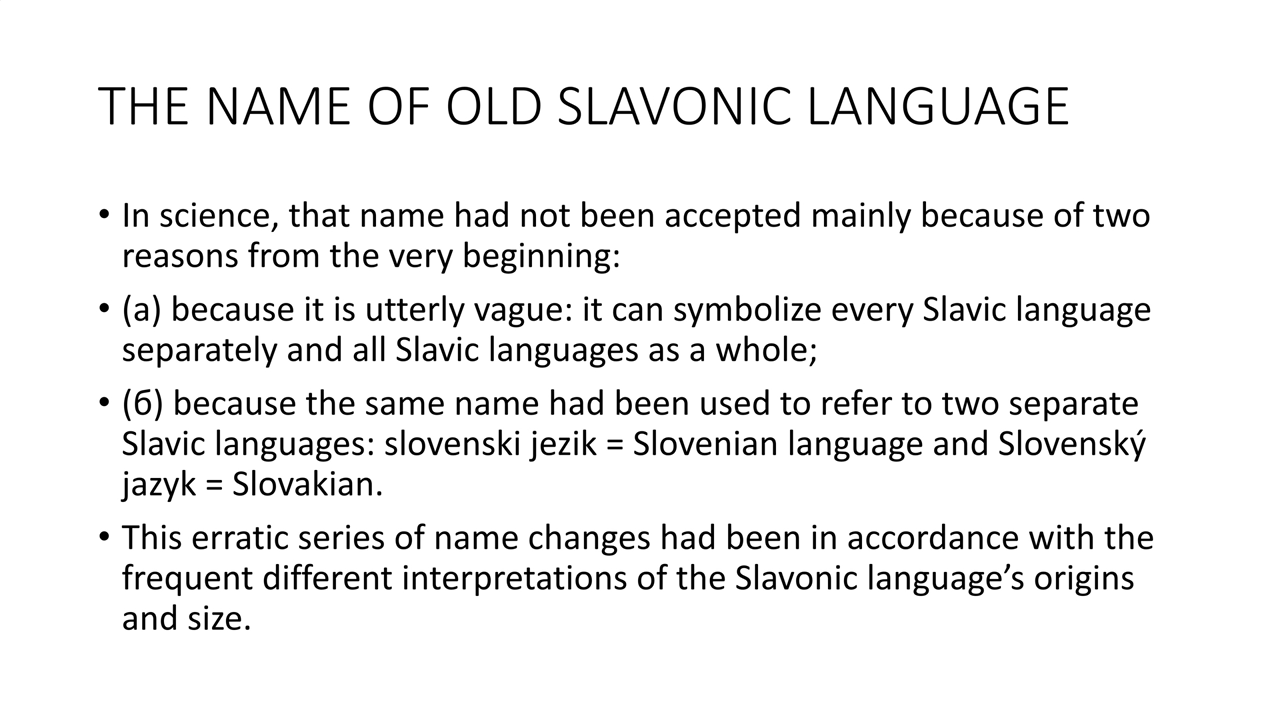 THE NAME OF OLD SLAVONIC LANGUAGE
• In science, that name had not been accepted mainly because of two
reasons from the very beginning:
• (a) because it is utterly vague: it can symbolize every Slavic language
separately and all Slavic languages as a whole;
• (б) because the same name had been used to refer to two separate
Slavic languages: slovenski jezik = Slovenian language and Slovenský
jazyk = Slovakian.
• This erratic series of name changes had been in accordance with the
frequent different interpretations of the Slavonic language’s origins
and size.